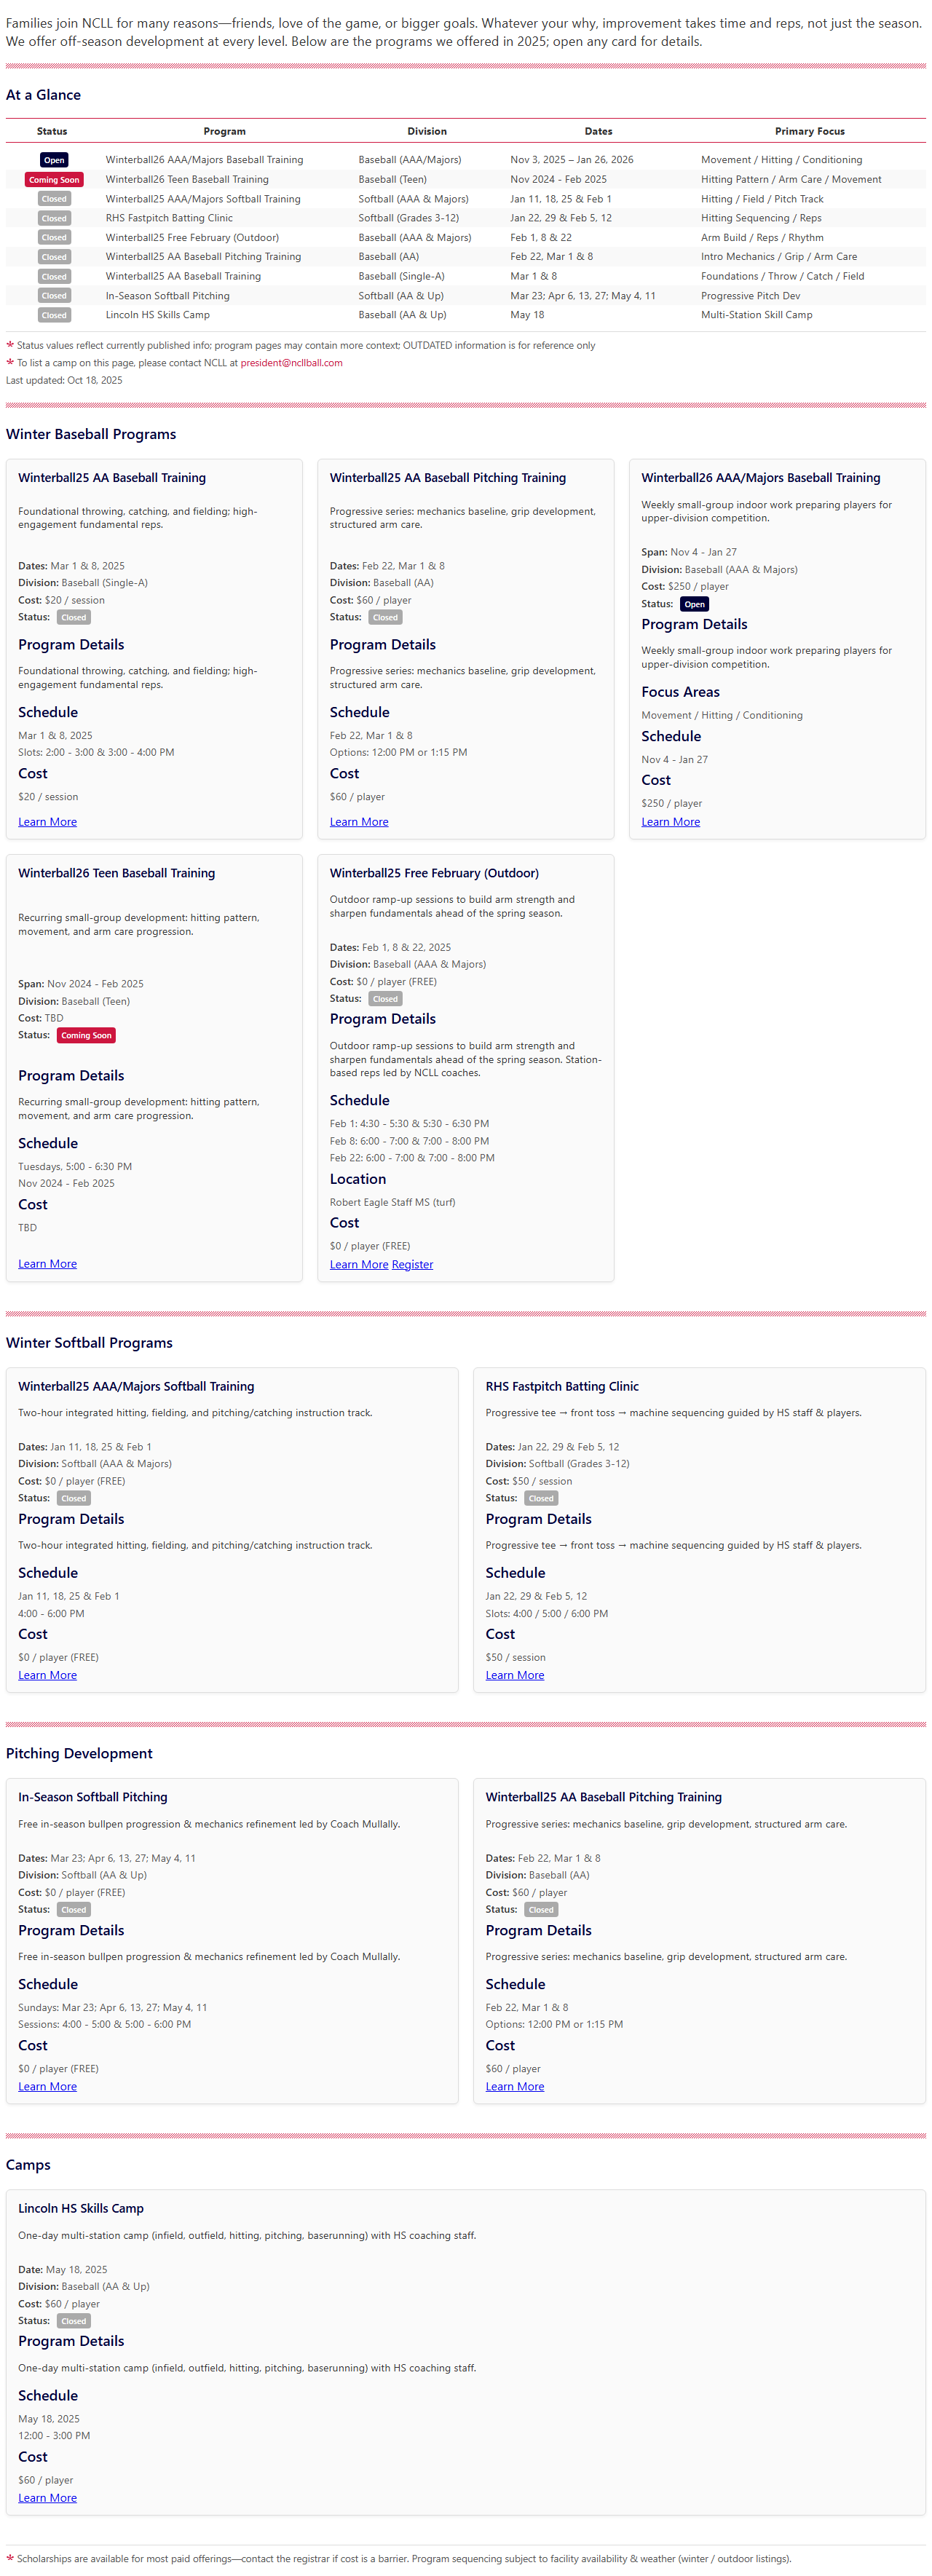 Families join NCLL for many reasons—friends, love of the game, or bigger goals. Whatever your why, improvement takes time and reps, not just the season.
We offer off-season development at every level. Below are the programs we offered in 2025; open any card for details.
At a Glance
Status Program Division Dates Primary Focus
Open Winterball26 AAA/Majors Baseball Training Baseball (AAA/Majors) Nov 3, 2025 – Jan 26, 2026 Movement / Hitting / Conditioning
Coming Soon Winterball26 Teen Baseball Training Baseball (Teen) Nov 2024 - Feb 2025 Hitting Pattern / Arm Care / Movement
Closed Winterball25 AAA/Majors Softball Training Softball (AAA & Majors) Jan 11, 18, 25 & Feb 1 Hitting / Field / Pitch Track
Closed RHS Fastpitch Batting Clinic Softball (Grades 3-12) Jan 22, 29 & Feb 5, 12 Hitting Sequencing / Reps
Closed Winterball25 Free February (Outdoor) Baseball (AAA & Majors) Feb 1, 8 & 22 Arm Build / Reps / Rhythm
Closed Winterball25 AA Baseball Pitching Training Baseball (AA) Feb 22, Mar 1 & 8 Intro Mechanics / Grip / Arm Care
Closed Winterball25 AA Baseball Training Baseball (Single-A) Mar 1 & 8 Foundations / Throw / Catch / Field
Closed In-Season Softball Pitching Softball (AA & Up) Mar 23; Apr 6, 13, 27; May 4, 11 Progressive Pitch Dev
Closed Lincoln HS Skills Camp Baseball (AA & Up) May 18 Multi-Station Skill Camp
* Status values reflect currently published info; program pages may contain more context; OUTDATED information is for reference only
* To list a camp on this page, please contact NCLL at president@ncllball.com
Last updated: Oct 18, 2025
Winter Baseball Programs
Winterball25 AA Baseball Training
Foundational throwing, catching, and fielding; high-
engagement fundamental reps.
Dates: Mar 1 & 8, 2025
Division: Baseball (Single-A)
Cost: $20 / session
Status: Closed
Program Details
Foundational throwing, catching, and fielding; high-
engagement fundamental reps.
Schedule
Mar 1 & 8, 2025
Slots: 2:00 - 3:00 & 3:00 - 4:00 PM
Cost
$20 / session
Learn More
Winterball25 AA Baseball Pitching Training
Progressive series: mechanics baseline, grip development,
structured arm care.
Dates: Feb 22, Mar 1 & 8
Division: Baseball (AA)
Cost: $60 / player
Status: Closed
Program Details
Progressive series: mechanics baseline, grip development,
structured arm care.
Schedule
Feb 22, Mar 1 & 8
Options: 12:00 PM or 1:15 PM
Cost
$60 / player
Learn More
Winterball26 AAA/Majors Baseball Training
Weekly small-group indoor work preparing players for
upper-division competition.
Span: Nov 4 - Jan 27
Division: Baseball (AAA & Majors)
Cost: $250 / player
Status: Open
Program Details
Weekly small-group indoor work preparing players for
upper-division competition.
Focus Areas
Movement / Hitting / Conditioning
Schedule
Nov 4 - Jan 27
Cost
$250 / player
Learn More
Winterball26 Teen Baseball Training
Recurring small-group development: hitting pattern,
movement, and arm care progression.
Span: Nov 2024 - Feb 2025
Division: Baseball (Teen)
Cost: TBD
Status: Coming Soon
Program Details
Recurring small-group development: hitting pattern,
movement, and arm care progression.
Schedule
Tuesdays, 5:00 - 6:30 PM
Nov 2024 - Feb 2025
Cost
TBD
Learn More
Winterball25 Free February (Outdoor)
Outdoor ramp-up sessions to build arm strength and
sharpen fundamentals ahead of the spring season.
Dates: Feb 1, 8 & 22, 2025
Division: Baseball (AAA & Majors)
Cost: $0 / player (FREE)
Status: Closed
Program Details
Outdoor ramp-up sessions to build arm strength and
sharpen fundamentals ahead of the spring season. Station-
based reps led by NCLL coaches.
Schedule
Feb 1: 4:30 - 5:30 & 5:30 - 6:30 PM
Feb 8: 6:00 - 7:00 & 7:00 - 8:00 PM
Feb 22: 6:00 - 7:00 & 7:00 - 8:00 PM
Location
Robert Eagle Staff MS (turf)
Cost
$0 / player (FREE)
Learn More Register
Winter Softball Programs
Winterball25 AAA/Majors Softball Training
Two-hour integrated hitting, fielding, and pitching/catching instruction track.
Dates: Jan 11, 18, 25 & Feb 1
Division: Softball (AAA & Majors)
Cost: $0 / player (FREE)
Status: Closed
Program Details
Two-hour integrated hitting, fielding, and pitching/catching instruction track.
Schedule
Jan 11, 18, 25 & Feb 1
4:00 - 6:00 PM
Cost
$0 / player (FREE)
Learn More
RHS Fastpitch Batting Clinic
Progressive tee → front toss → machine sequencing guided by HS staff & players.
Dates: Jan 22, 29 & Feb 5, 12
Division: Softball (Grades 3-12)
Cost: $50 / session
Status: Closed
Program Details
Progressive tee → front toss → machine sequencing guided by HS staff & players.
Schedule
Jan 22, 29 & Feb 5, 12
Slots: 4:00 / 5:00 / 6:00 PM
Cost
$50 / session
Learn More
Pitching Development
In-Season Softball Pitching
Free in-season bullpen progression & mechanics refinement led by Coach Mullally.
Dates: Mar 23; Apr 6, 13, 27; May 4, 11
Division: Softball (AA & Up)
Cost: $0 / player (FREE)
Status: Closed
Program Details
Free in-season bullpen progression & mechanics refinement led by Coach Mullally.
Schedule
Sundays: Mar 23; Apr 6, 13, 27; May 4, 11
Sessions: 4:00 - 5:00 & 5:00 - 6:00 PM
Cost
$0 / player (FREE)
Learn More
Winterball25 AA Baseball Pitching Training
Progressive series: mechanics baseline, grip development, structured arm care.
Dates: Feb 22, Mar 1 & 8
Division: Baseball (AA)
Cost: $60 / player
Status: Closed
Program Details
Progressive series: mechanics baseline, grip development, structured arm care.
Schedule
Feb 22, Mar 1 & 8
Options: 12:00 PM or 1:15 PM
Cost
$60 / player
Learn More
Camps
Lincoln HS Skills Camp
One-day multi-station camp (infield, outfield, hitting, pitching, baserunning) with HS coaching staff.
Date: May 18, 2025
Division: Baseball (AA & Up)
Cost: $60 / player
Status: Closed
Program Details
One-day multi-station camp (infield, outfield, hitting, pitching, baserunning) with HS coaching staff.
Schedule
May 18, 2025
12:00 - 3:00 PM
Cost
$60 / player
Learn More
* Scholarships are available for most paid offerings—contact the registrar if cost is a barrier. Program sequencing subject to facility availability & weather (winter / outdoor listings).